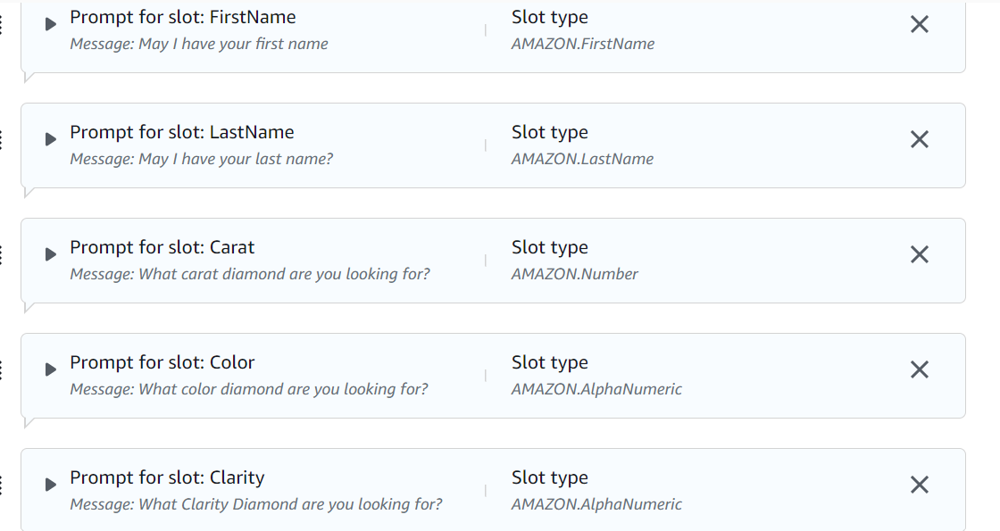 Prompt for slot: FirstName
Slot type
Message: May I have your first name
AMAZON.FirstName
Prompt for slot: LastName
Slot type
Message: May I have your last name?
AMAZON.LastName
Prompt for slot: Carat
Slot type
Message: What carat diamond are you looking for?
AMAZON.Number
Prompt for slot: Color
Slot type
Message: What color diamond are you looking for?
AMAZON.AlphaNumeric
Prompt for slot: Clarity
Slot type
Message: What Clarity Diamond are you looking for?
AMAZON.AlphaNumeric